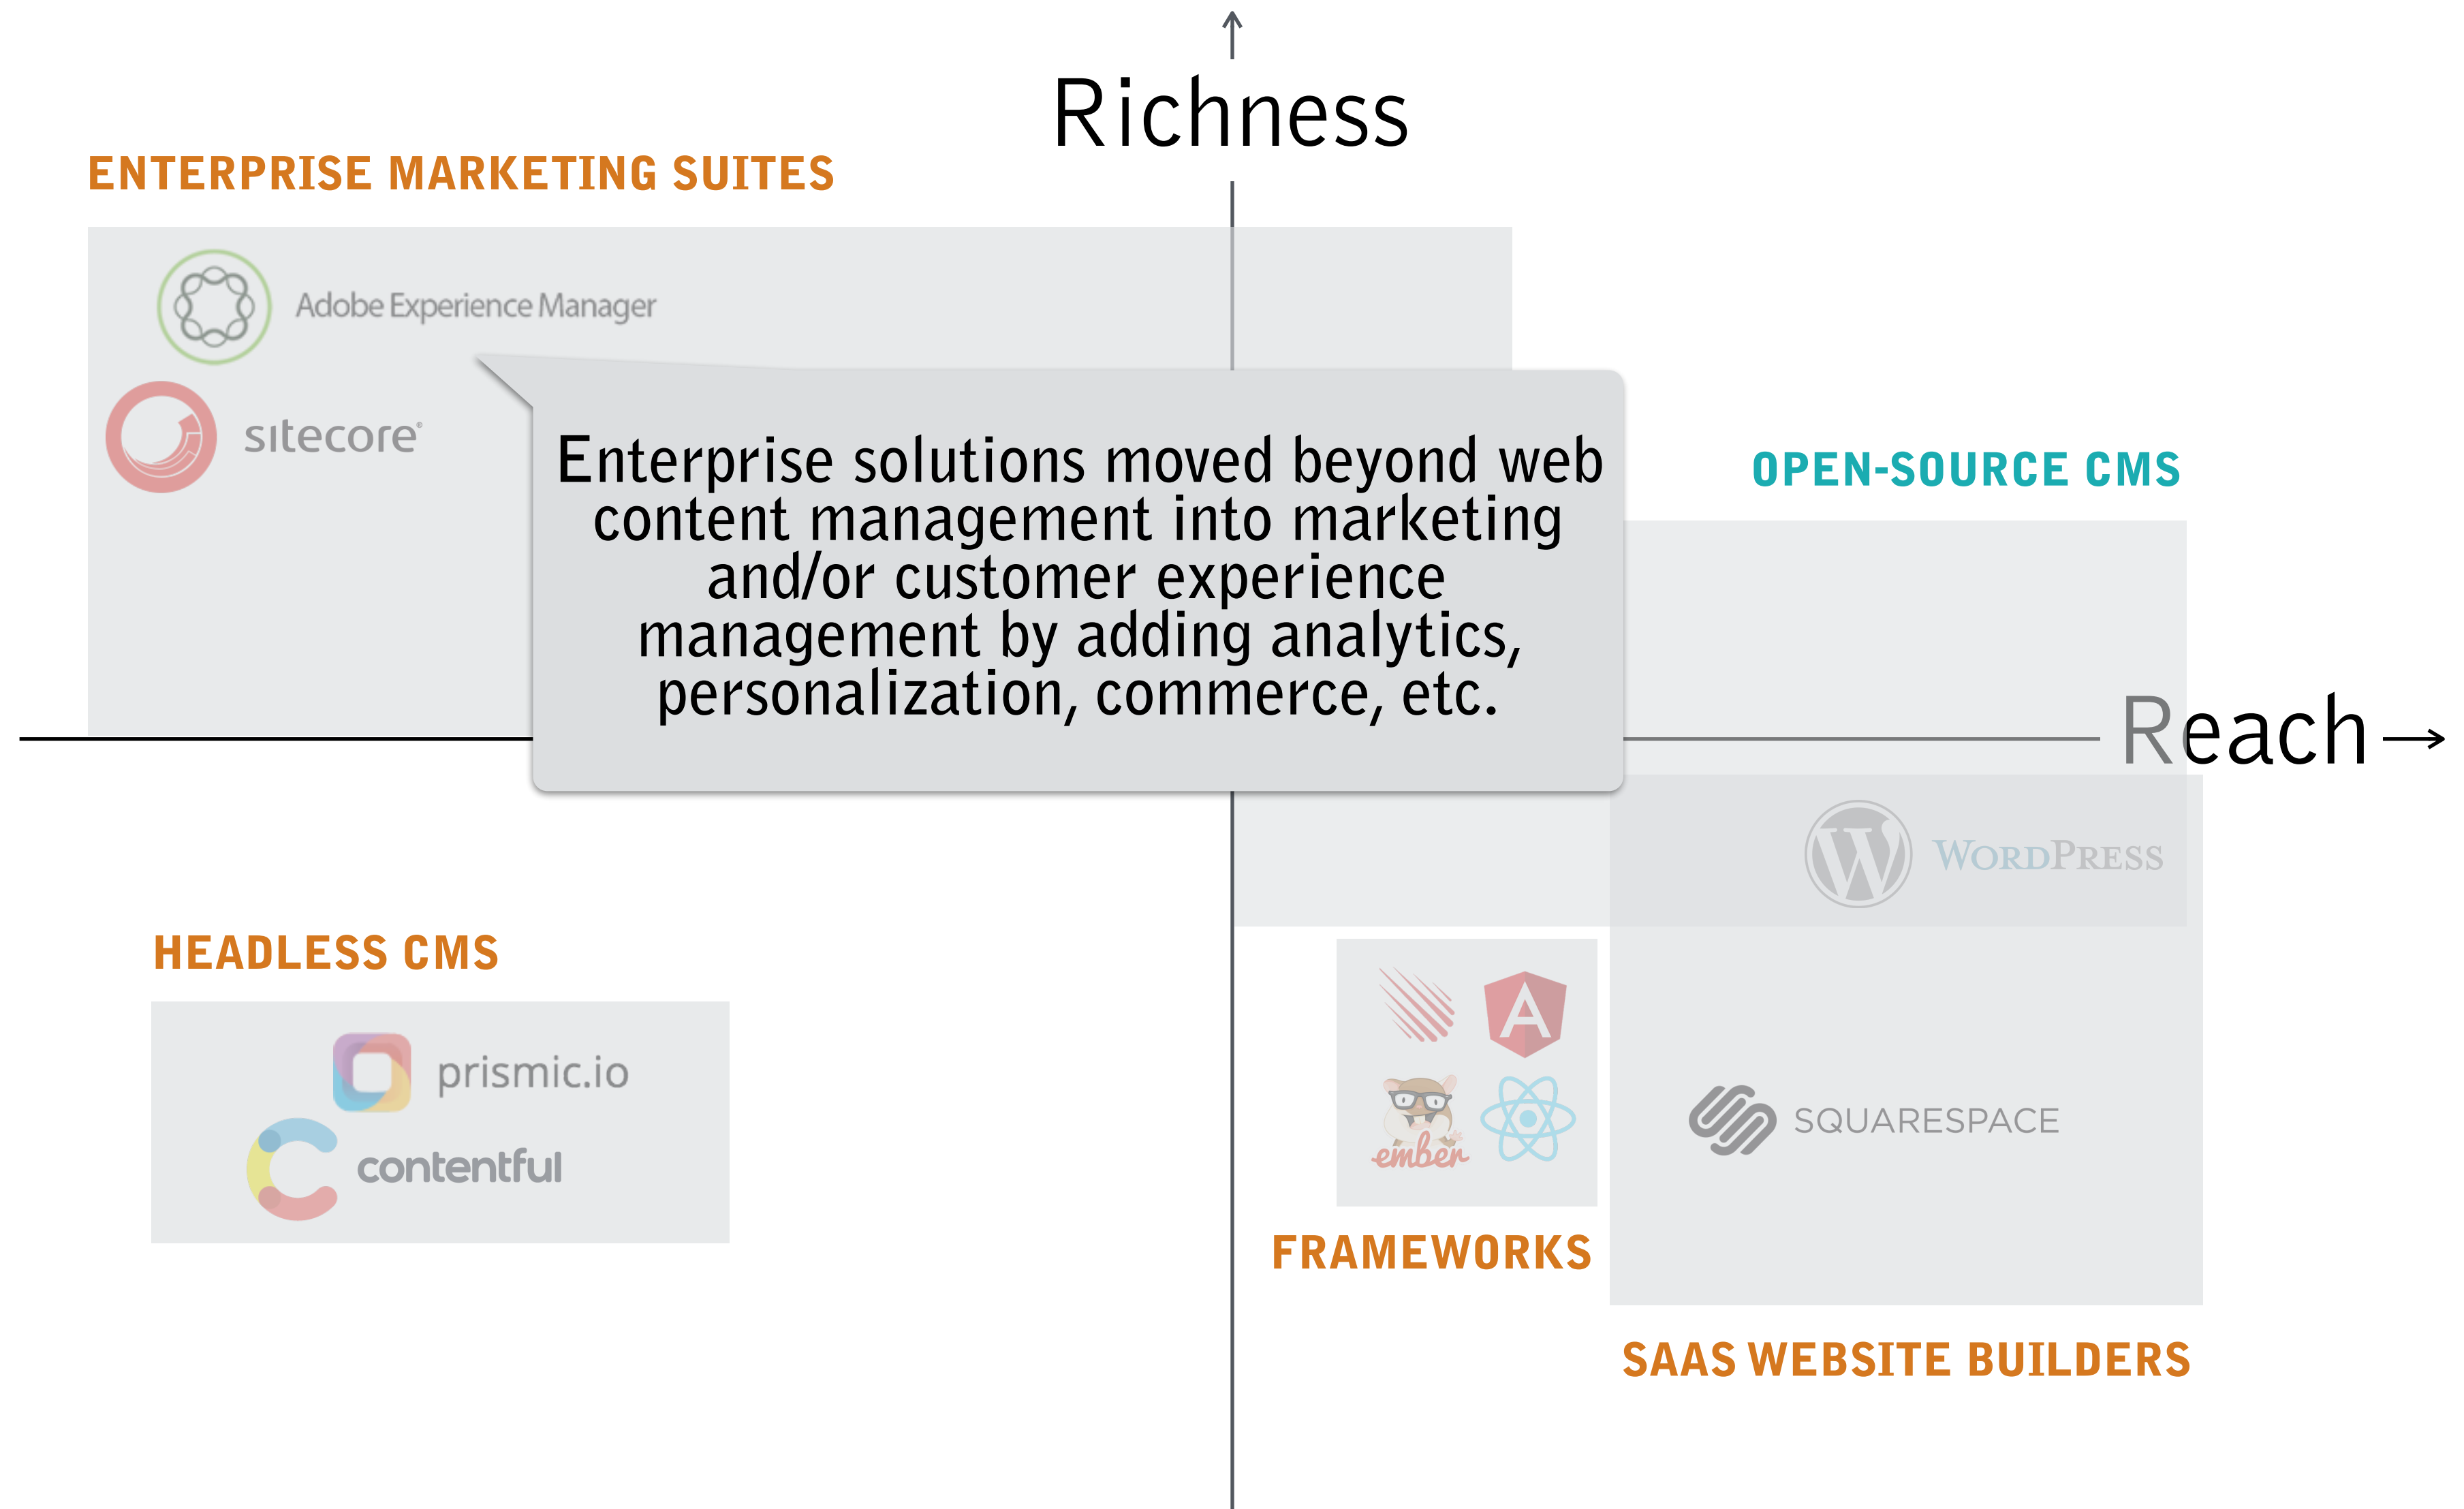 Richness
ENTERPRISE MARKETING SUITES
Adobe Experience Manager
sitecore®
Enterprise solutions moved beyond web
content management into marketing
and/or customer experience
management by adding analytics,
personalization, commerce, etc.
OPEN-SOURCE CMS
Reach
WORDPRESS
HEADLESS CMS
prismic.io
contentful
ember
SQUARESPACE
FRAMEWORKS
SAAS WEBSITE BUILDERS